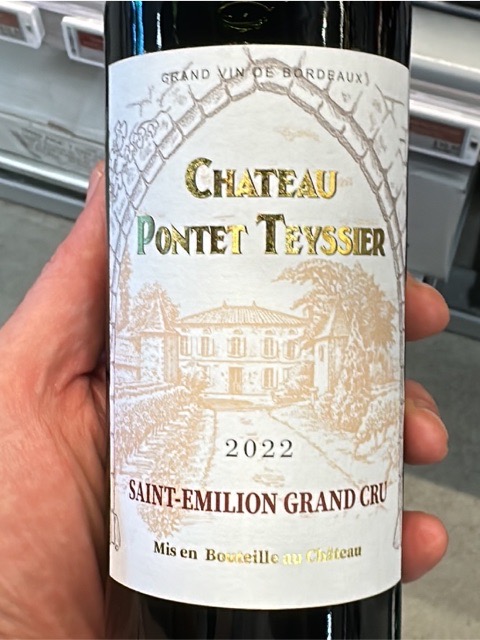 GRAND VIN DE BORDEAUX
CHATEAU
PONTET TEYSSIER
2022
SAINT-EMILION GRAND CRU
Mis en Bouteille au Château